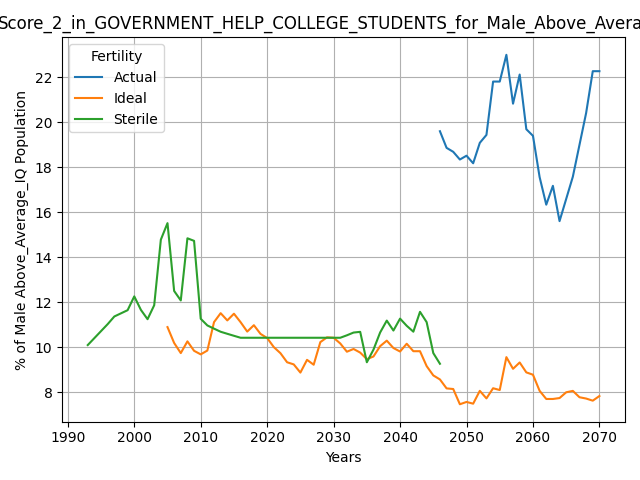 Score_2_in_GOVERNMENT_HELP_COLLEGE_STUDENTS_for_Male_Above_Avera
Fertility
Actual
Ideal
Sterile
% of Male Above_Average_IQ Population
22
20
18
16
14
12
10
8
1990 2000 2010 2020 2030 2040 2050 2060 2070
Years